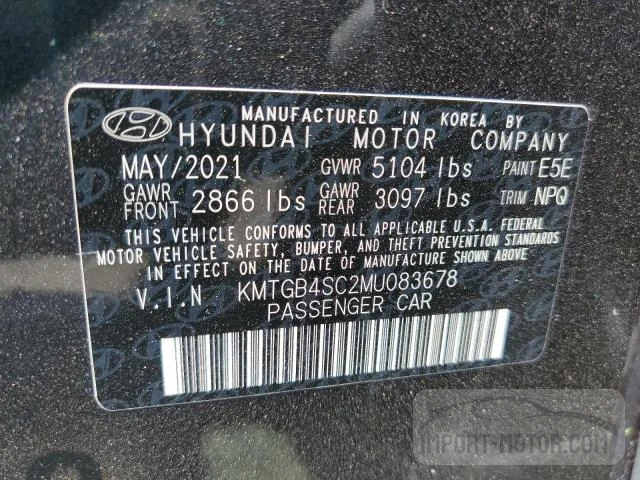 MANUFACTURED IN KOREA BY
HYUNDAI MOTOR COMPANY
MAY/2021 GVWR 5104 lbs PAINT E5E
GAWR FRONT 2866 lbs GAWR REAR 3097 lbs TRIM NPQ
THIS VEHICLE CONFORMS TO ALL APPLICABLE U.S.A. FEDERAL
MOTOR VEHICLE SAFETY, BUMPER, AND THEFT PREVENTION STANDARDS
IN EFFECT ON THE DATE OF MANUFACTURE SHOWN ABOVE.
V.I.N KMTGB4SC2MU083678
PASSENGER CAR
IMPORT-MOTOR.COM